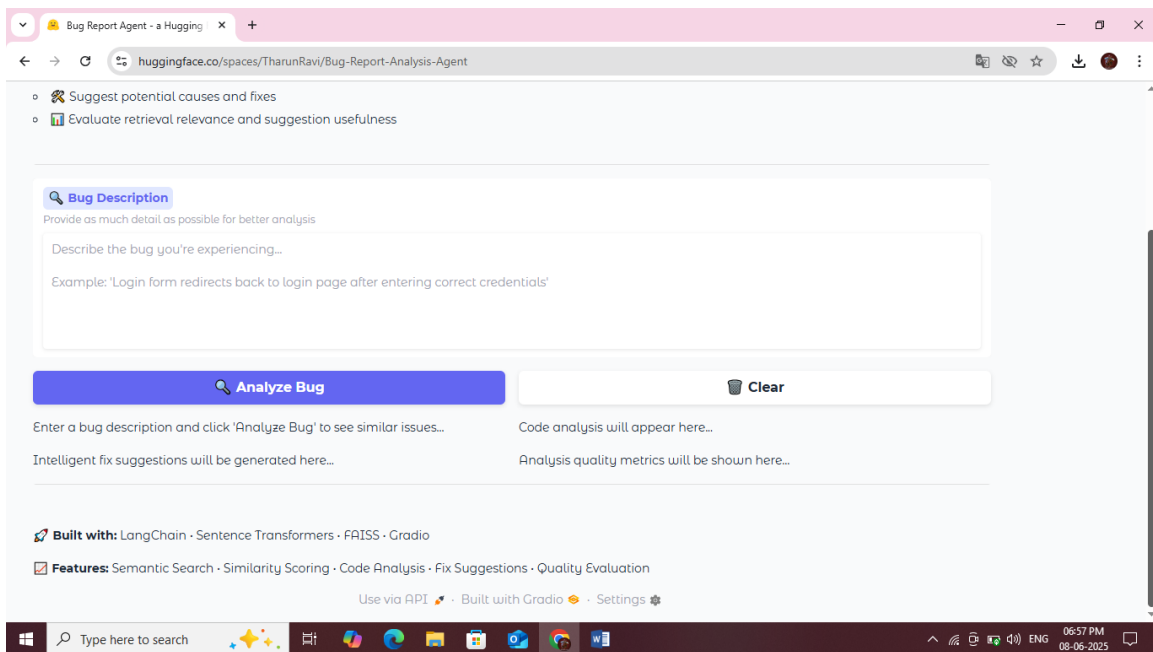 Bug Report Agent - a Hugging
huggingface.co/spaces/TharunRavi/Bug-Report-Analysis-Agent
🛠 Suggest potential causes and fixes
📊 Evaluate retrieval relevance and suggestion usefulness
🔍 Bug Description
Provide as much detail as possible for better analysis
Describe the bug you're experiencing...
Example: 'Login form redirects back to login page after entering correct credentials'
🔍 Analyze Bug
🗑 Clear
Enter a bug description and click 'Analyze Bug' to see similar issues...
Code analysis will appear here...
Intelligent fix suggestions will be generated here...
Analysis quality metrics will be shown here...
🚀 Built with: LangChain · Sentence Transformers · FAISS · Gradio
📈 Features: Semantic Search · Similarity Scoring · Code Analysis · Fix Suggestions · Quality Evaluation
Use via API 🚀 · Built with Gradio · Settings ⚙
Type here to search
ENG
06:57 PM
08-06-2025